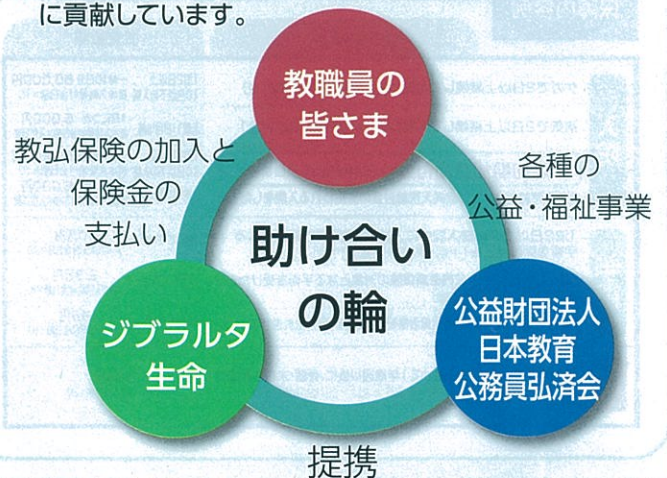 に貢献しています。
教職員の
皆さま
教弘保険の加入と
保険金の
支払い
各種の
公益・福祉事業
助け合い
の輪
ジブラルタ
生命
公益財団法人
日本教育
公務員弘済会
提携